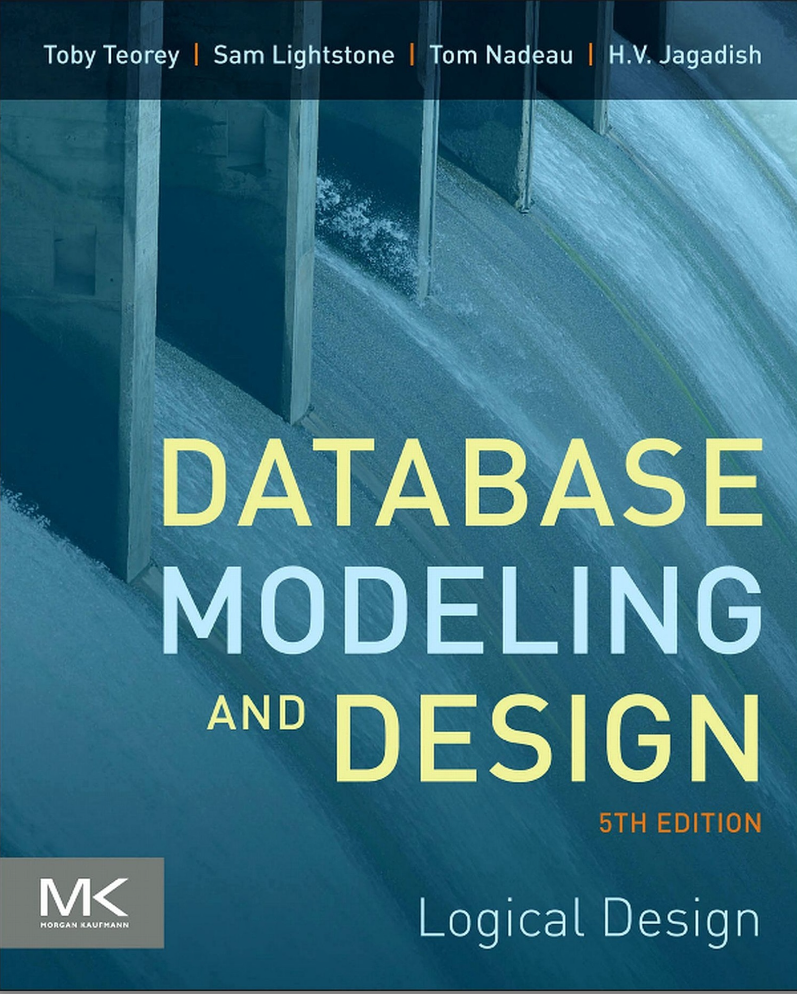 Toby Teorey | Sam Lightstone | Tom Nadeau | H.V. Jagadish
DATABASE
MODELING
AND DESIGN
5TH EDITION
MK
MORGAN KAUFMANN
Logical Design